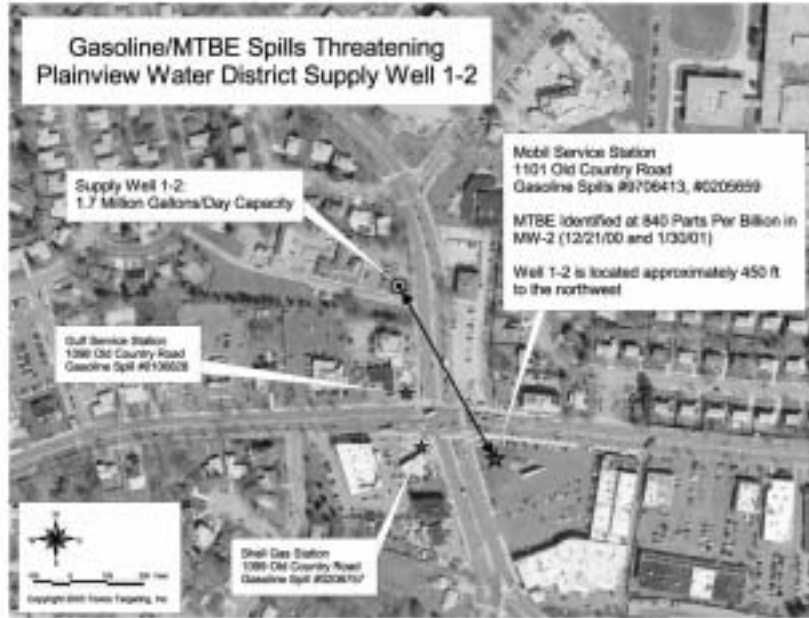 Gasoline/MTBE Spills Threatening
Plainview Water District Supply Well 1-2
Mobil Service Station
1101 Old Country Road
Gasoline Spills #9706413, #0205659
MTBE Identified at 840 Parts Per Billion in
MW-2 (12/21/00 and 1/30/01)
Well 1-2 is located approximately 450 ft
to the northwest
Supply Well 1-2:
1.7 Million Gallons/Day Capacity
Gulf Service Station
Old Country Road
Gasoline Spill
Shell Gas Station
Old Country Road
Gasoline Spill
Copyright Toxics Targeting, Inc